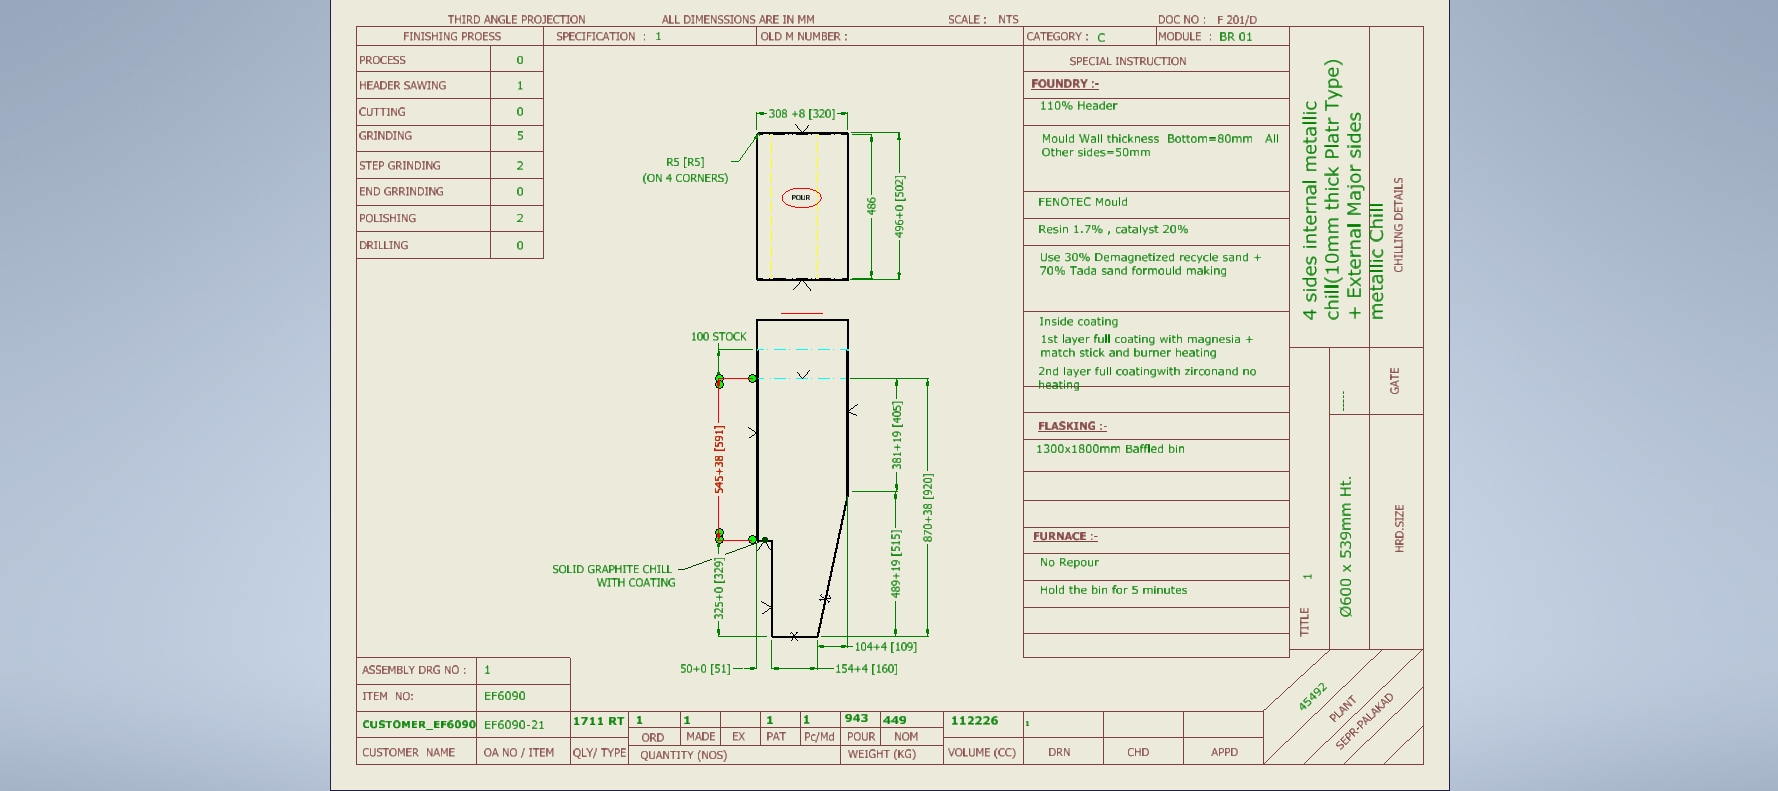 THIRD ANGLE PROJECTION ALL DIMENSSIONS ARE IN MM SCALE : NTS DOC NO : F 201/D
FINISHING PROESS SPECIFICATION : 1 OLD M NUMBER : CATEGORY : C MODULE : BR 01
PROCESS 0
HEADER SAWING 1
CUTTING 0
GRINDING 5
STEP GRINDING 2
END GRRINDING 0
POLISHING 2
DRILLING 0
308 +8 [320]
R5 [R5]
(ON 4 CORNERS)
POUR
486
496+0 [502]
100 STOCK
545+38 [591]
381+19 [405]
870+38 [920]
489+19 [515]
SOLID GRAPHITE CHILL
WITH COATING
325+0 [329]
104+4 [109]
50+0 [51]
154+4 [160]
SPECIAL INSTRUCTION
FOUNDRY :-
110% Header
Mould Wall thickness Bottom=80mm All
Other sides=50mm
FENOTEC Mould
Resin 1.7% , catalyst 20%
Use 30% Demagnetized recycle sand +
70% Tada sand formould making
Inside coating
1st layer full coating with magnesia +
match stick and burner heating
2nd layer full coatingwith zirconand no
heating
FLASKING :-
1300x1800mm Baffled bin
FURNACE :-
No Repour
Hold the bin for 5 minutes
4 sides internal metallic
chill(10mm thick Platr Type)
+ External Major sides
metallic Chill
CHILLING DETAILS
-----
GATE
Ø600 x 539mm Ht.
HRD.SIZE
TITLE 1
45492
PLANT
SEPR-PALAKAD
ASSEMBLY DRG NO : 1
ITEM NO: EF6090
CUSTOMER_EF6090 EF6090-21 1711 RT 1 1 1 1 943 449 112226 1
ORD MADE EX PAT Pc/Md POUR NOM
CUSTOMER NAME OA NO / ITEM QLY/ TYPE QUANTITY (NOS) WEIGHT (KG) VOLUME (CC) DRN CHD APPD